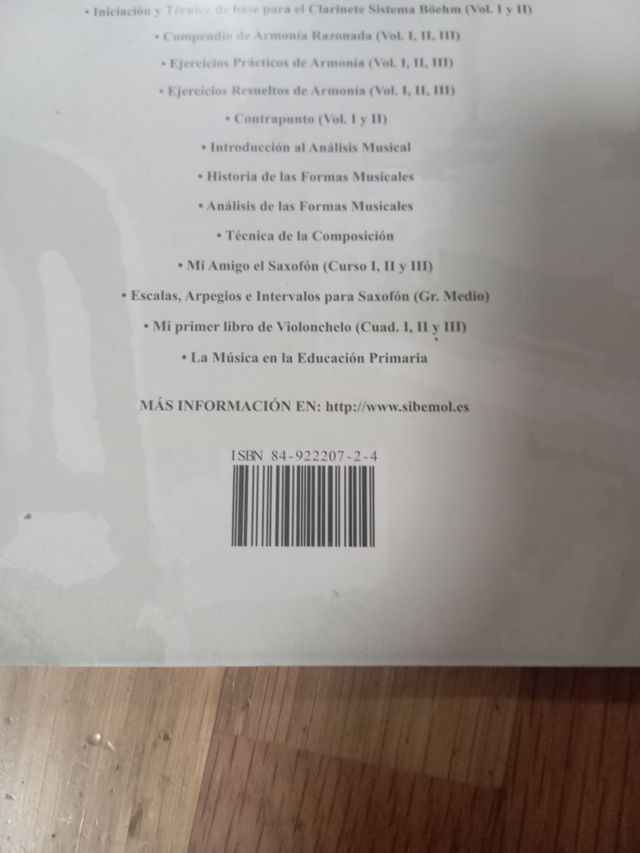 • Iniciación y Técnica de base para el Clarinete Sistema Böehm (Vol. I y II)
• Compendio de Armonía Razonada (Vol. I, II, III)
• Ejercicios Prácticos de Armonía (Vol. I, II, III)
• Ejercicios Resueltos de Armonía (Vol. I, II, III)
• Contrapunto (Vol. I y II)
• Introducción al Análisis Musical
• Historia de las Formas Musicales
• Análisis de las Formas Musicales
• Técnica de la Composición
• Mi Amigo el Saxofón (Curso I, II y III)
• Escalas, Arpegios e Intervalos para Saxofón (Gr. Medio)
• Mi primer libro de Violonchelo (Cuad. I, II y III)
• La Música en la Educación Primaria
MÁS INFORMACIÓN EN: http://www.sibemol.es
ISBN 84-922207-2-4